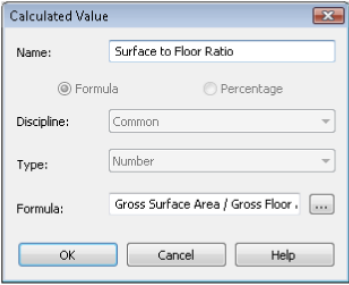 Calculated Value
Name: Surface to Floor Ratio
Formula Percentage
Discipline: Common
Type: Number
Formula: Gross Surface Area / Gross Floor ...
OK Cancel Help